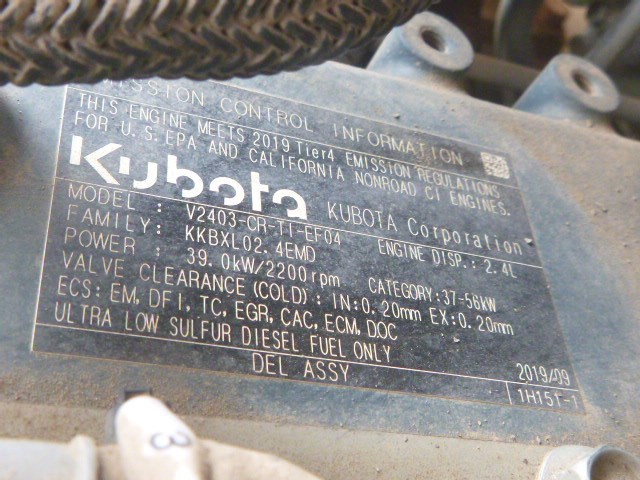 EMISSION CONTROL INFORMATION
THIS ENGINE MEETS 2019 Tier4 EMISSION REGULATIONS
FOR U.S. EPA AND CALIFORNIA NONROAD CI ENGINES.
Kubota KUBOTA Corporation
MODEL : V2403-CR-TI-EF04 ENGINE DISP.: 2.4L
FAMILY: KKBXL02.4EMD
POWER : 39.0kW/2200rpm CATEGORY:37-56kW
VALVE CLEARANCE (COLD) : IN:0.20mm EX:0.20mm
ECS: EM, DFI, TC, EGR, CAC, ECM, DOC
ULTRA LOW SULFUR DIESEL FUEL ONLY
DEL ASSY 2019/09
1H151-1
3